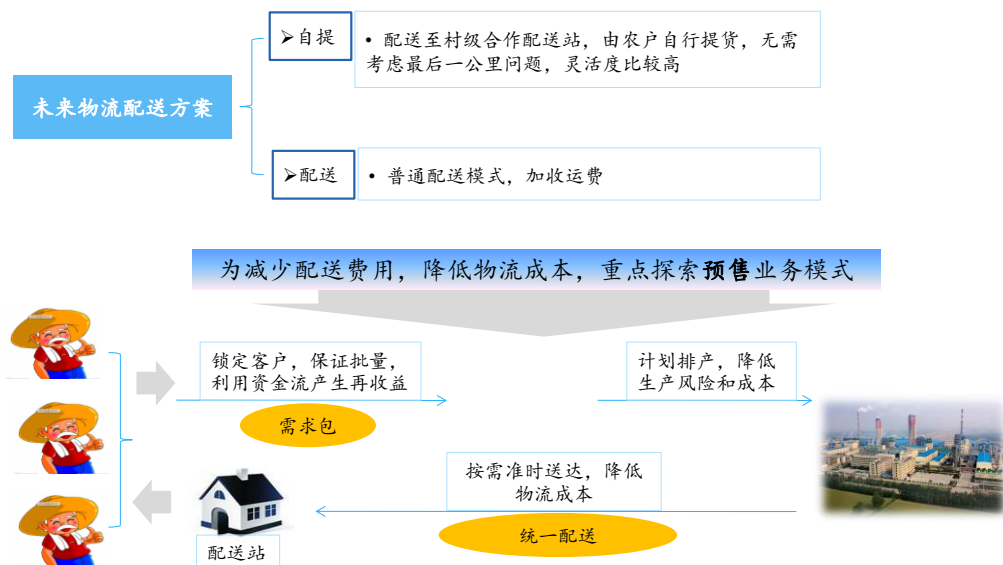 ➢自提
• 配送至村级合作配送站，由农户自行提货，无需
考虑最后一公里问题，灵活度比较高
未来物流配送方案
➢配送
• 普通配送模式，加收运费
为减少配送费用，降低物流成本，重点探索预售业务模式
锁定客户，保证批量，
利用资金流产生再收益
需求包
计划排产，降低
生产风险和成本
按需准时送达，降低
物流成本
统一配送
配送站